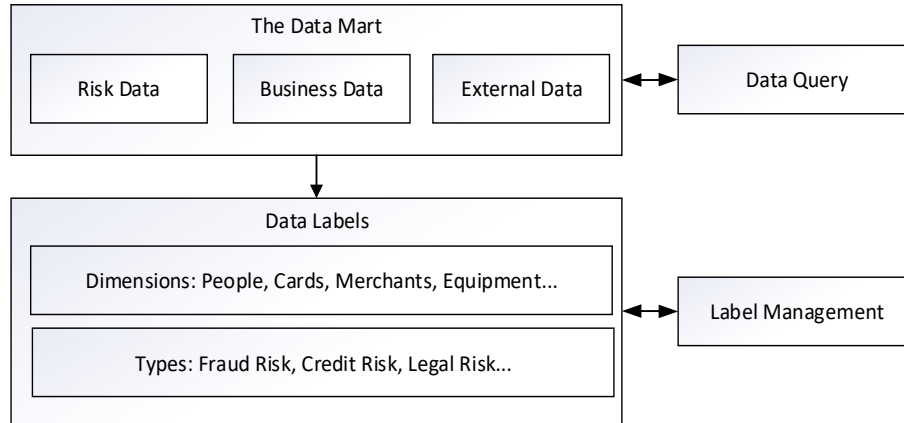 The Data Mart
Risk Data
Business Data
External Data
Data Query
Data Labels
Dimensions: People, Cards, Merchants, Equipment...
Types: Fraud Risk, Credit Risk, Legal Risk...
Label Management